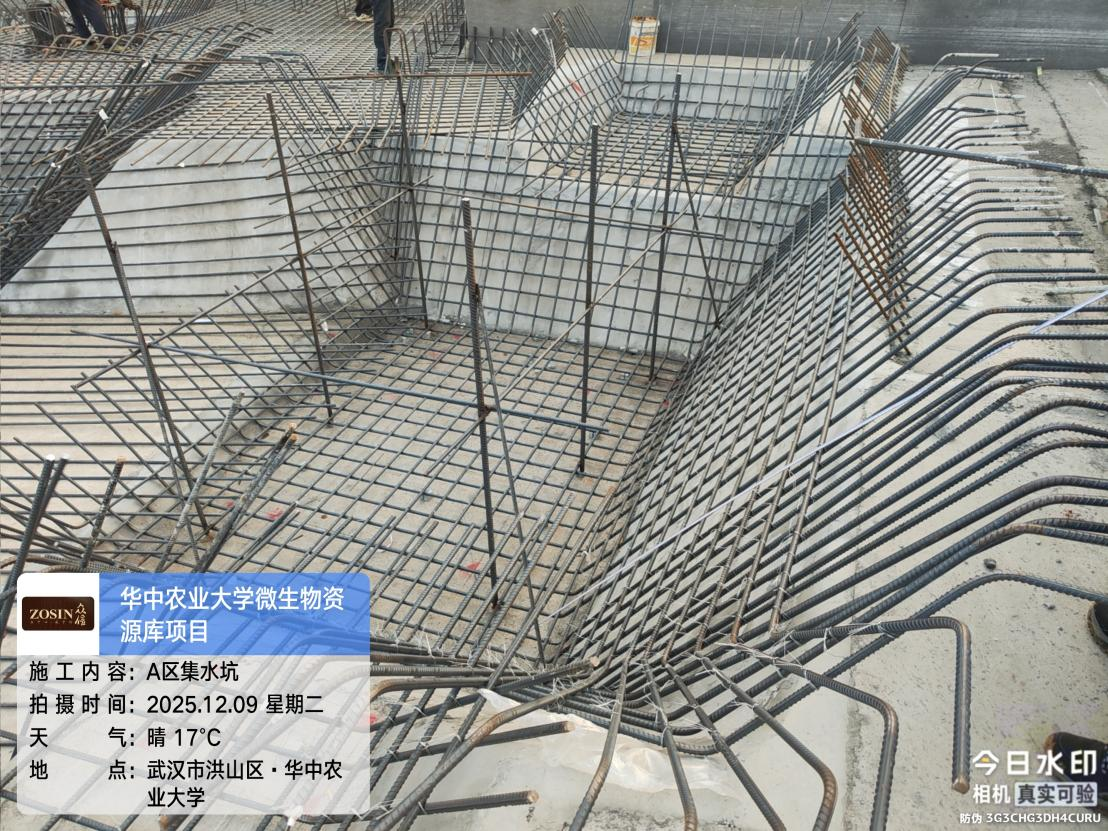 ZOSIN 众信
华中农业大学微生物资
源库项目
施工内容：A区集水坑
拍摄时间：2025.12.09 星期二
天气：晴 17°C
地点：武汉市洪山区·华中农
业大学
今日水印
相机 真实可验
防伪 3G3CHG3DH4CURU